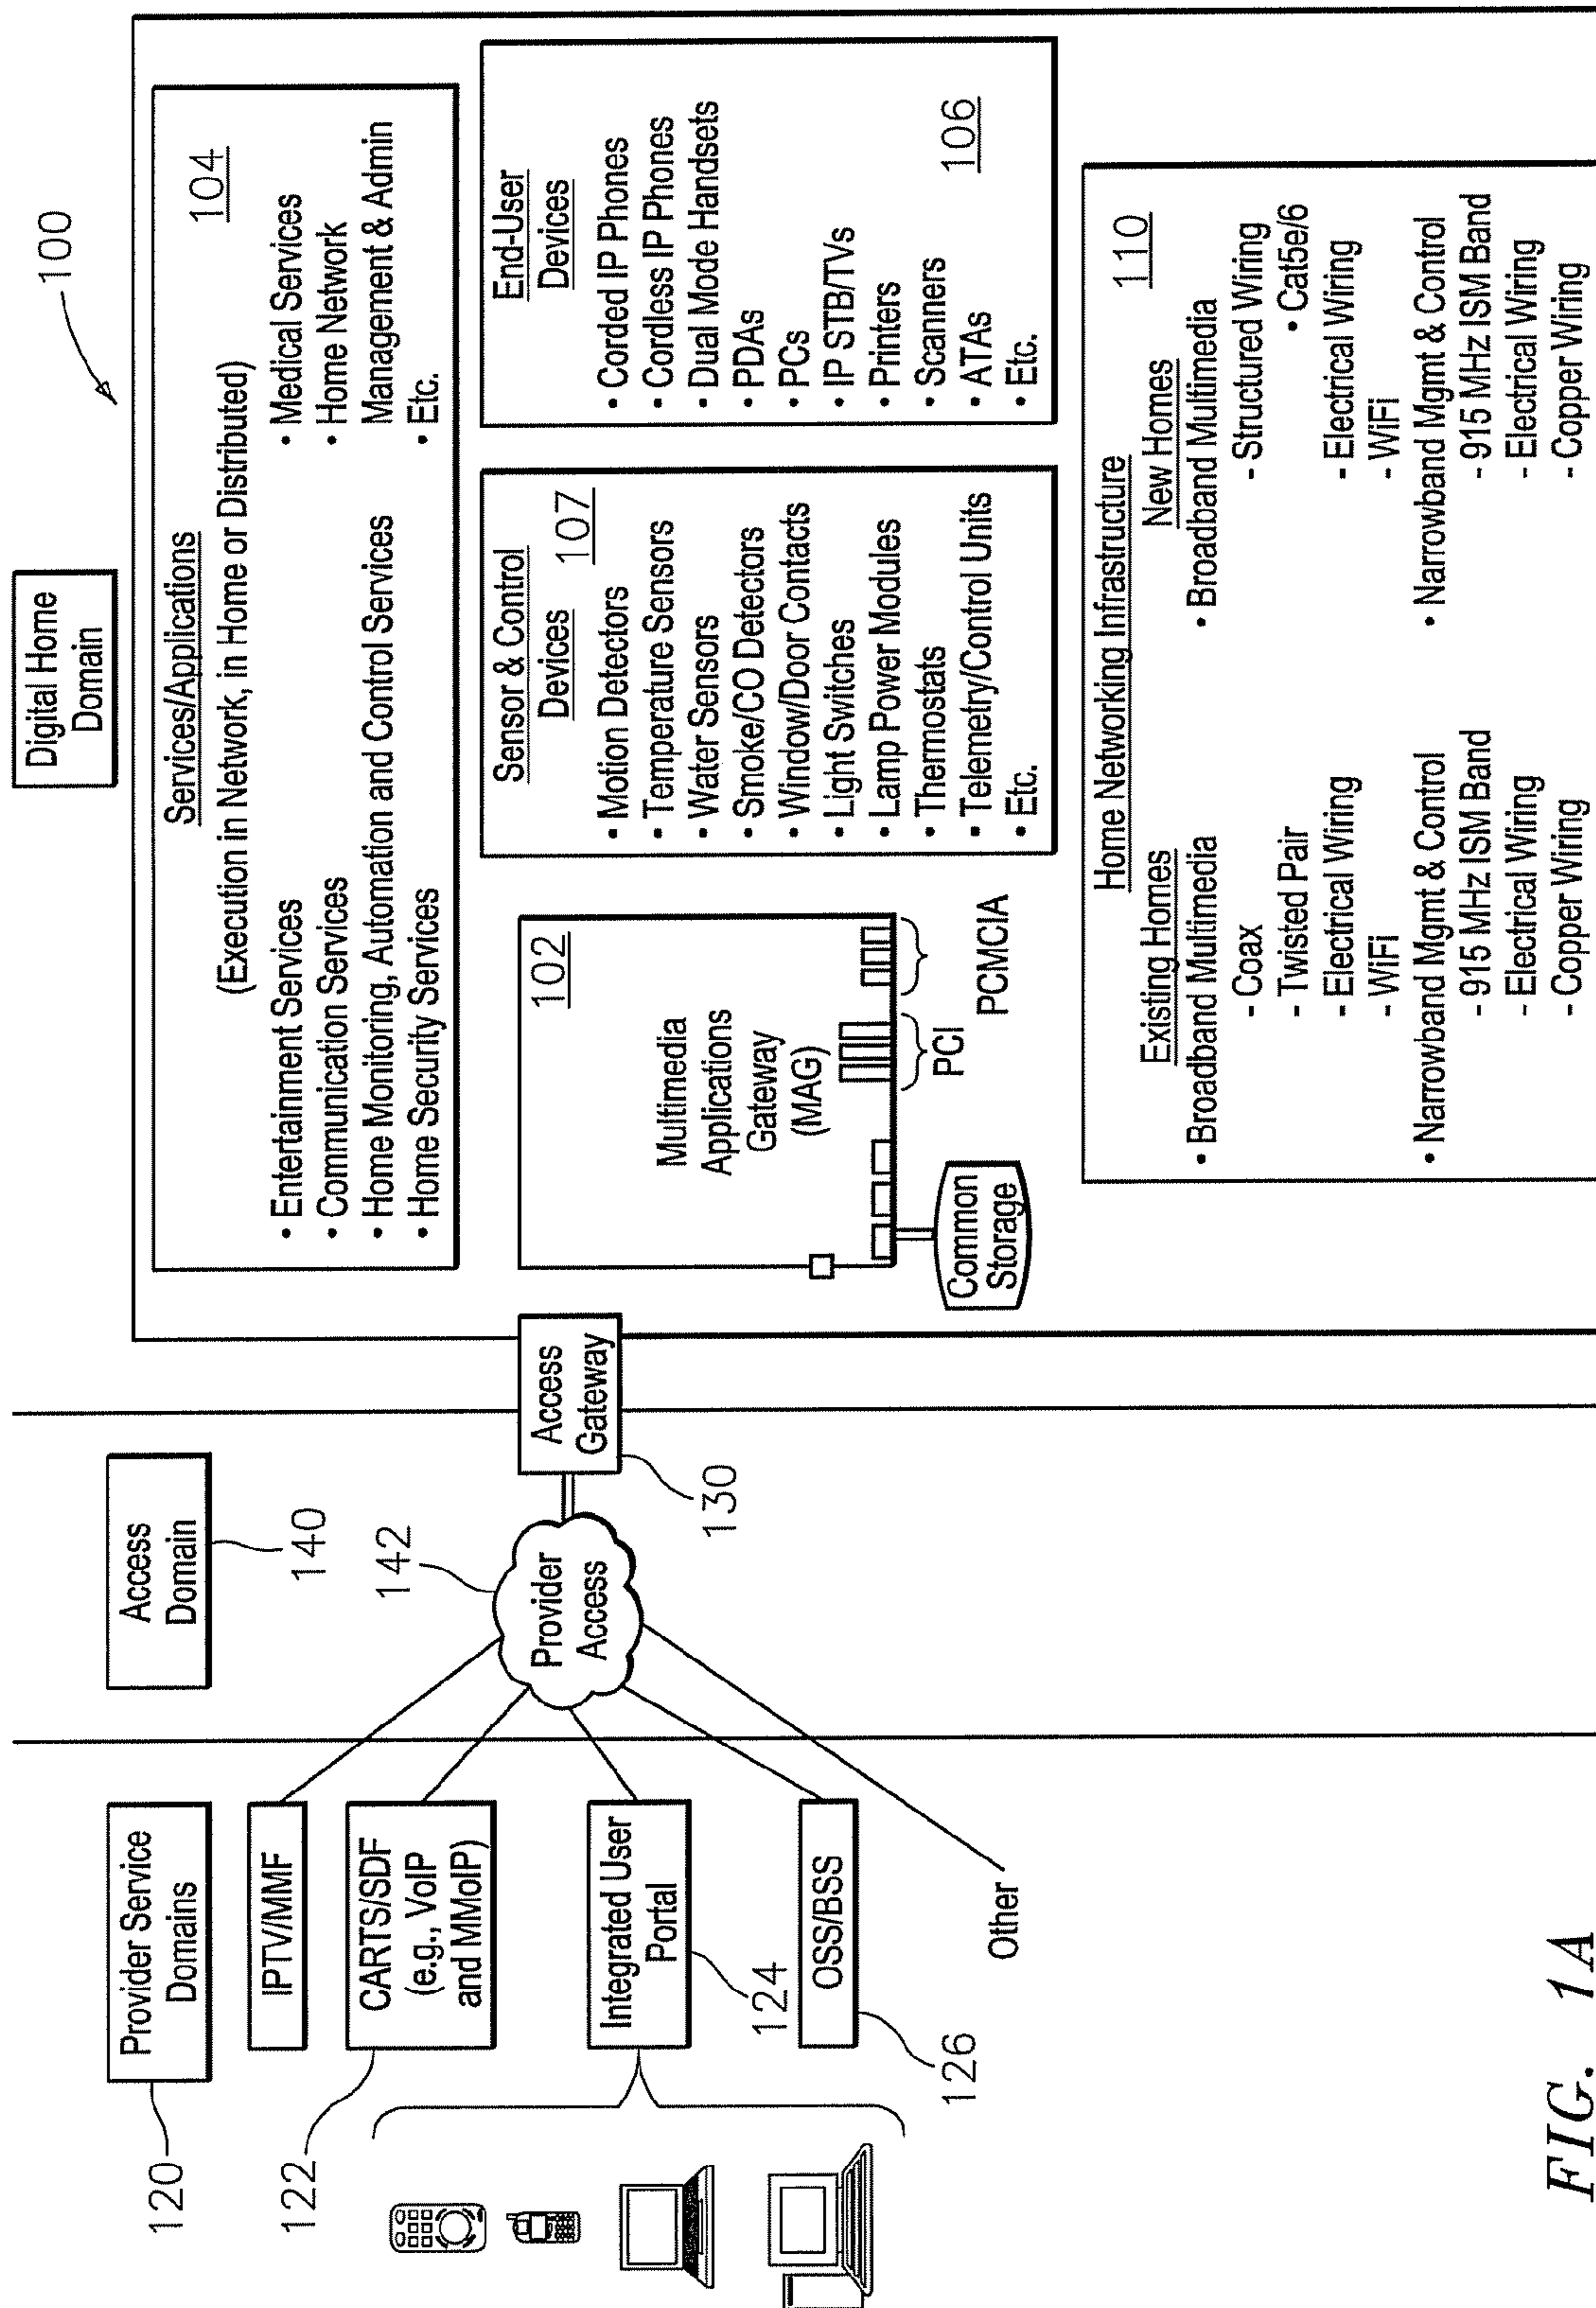 Provider Service
Domains
120
IPTV/MMF
CARTS/SDF
(e.g., VoIP
and MMoIP)
122
Integrated User
Portal
124
OSS/BSS
126
Other
Access
Domain
140
142
Provider
Access
Access
Gateway
130
Digital Home
Domain
100
Services/Applications
(Execution in Network, in Home or Distributed)
104
• Entertainment Services
• Communication Services
• Home Monitoring, Automation and Control Services
• Home Security Services
• Medical Services
• Home Network
Management & Admin
• Etc.
102
Multimedia
Applications
Gateway
(MAG)
PCI
PCMCIA
Common
Storage
Sensor & Control
Devices
107
• Motion Detectors
• Temperature Sensors
• Water Sensors
• Smoke/CO Detectors
• Window/Door Contacts
• Light Switches
• Lamp Power Modules
• Thermostats
• Telemetry/Control Units
• Etc.
End-User
Devices
• Corded IP Phones
• Cordless IP Phones
• Dual Mode Handsets
• PDAs
• PCs
• IP STB/TVs
• Printers
• Scanners
• ATAs
• Etc.
106
Home Networking Infrastructure
110
Existing Homes
• Broadband Multimedia
- Coax
- Twisted Pair
- Electrical Wiring
- WiFi
• Narrowband Mgmt & Control
- 915 MHz ISM Band
- Electrical Wiring
- Copper Wiring
New Homes
• Broadband Multimedia
- Structured Wiring
• Cat5e/6
- Electrical Wiring
- WiFi
• Narrowband Mgmt & Control
- 915 MHz ISM Band
- Electrical Wiring
- Copper Wiring
FIG. 1A